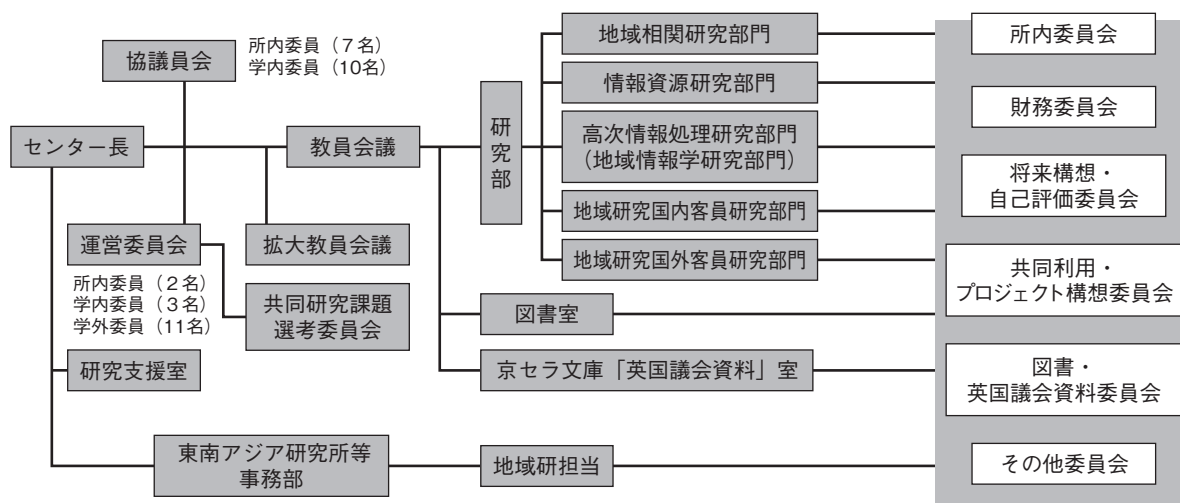 協議員会
所内委員（7名）
学内委員（10名）
センター長
教員会議
運営委員会
所内委員（２名）
学内委員（３名）
学外委員（11名）
拡大教員会議
共同研究課題
選考委員会
研究支援室
東南アジア研究所等
事務部
研究部
地域相関研究部門
情報資源研究部門
高次情報処理研究部門
（地域情報学研究部門）
地域研究国内客員研究部門
地域研究国外客員研究部門
図書室
京セラ文庫「英国議会資料」室
地域研担当
所内委員会
財務委員会
将来構想・
自己評価委員会
共同利用・
プロジェクト構想委員会
図書・
英国議会資料委員会
その他委員会